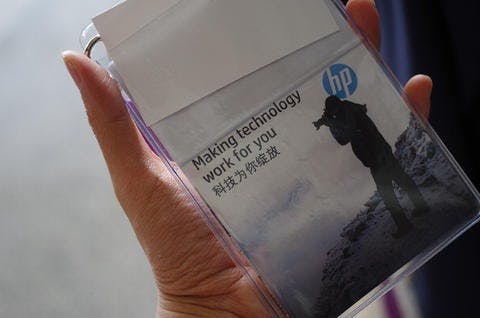 hp
Making technology
work for you
科技为你绽放